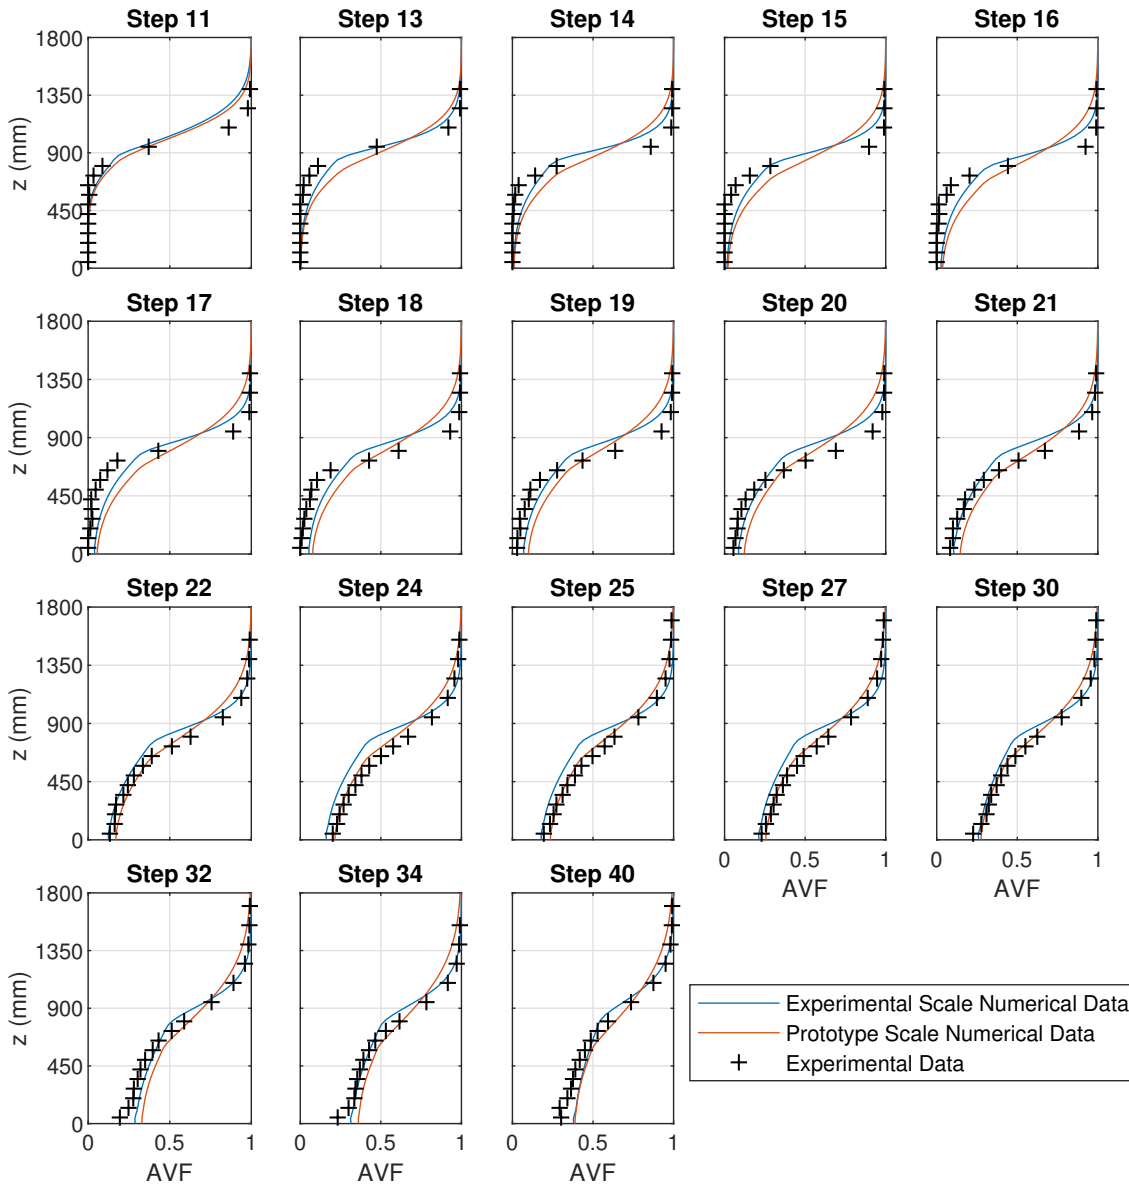 Step 11 Step 13 Step 14 Step 15 Step 16
1800
1350
900
450
0
z (mm)
Step 17 Step 18 Step 19 Step 20 Step 21
1800
1350
900
450
0
z (mm)
Step 22 Step 24 Step 25 Step 27 Step 30
1800
1350
900
450
0
z (mm)
0 0.5 1 0 0.5 1
AVF AVF
Step 32 Step 34 Step 40
1800
1350
900
450
0
z (mm)
0 0.5 1 0 0.5 1 0 0.5 1
AVF AVF AVF
Experimental Scale Numerical Data
Prototype Scale Numerical Data
Experimental Data